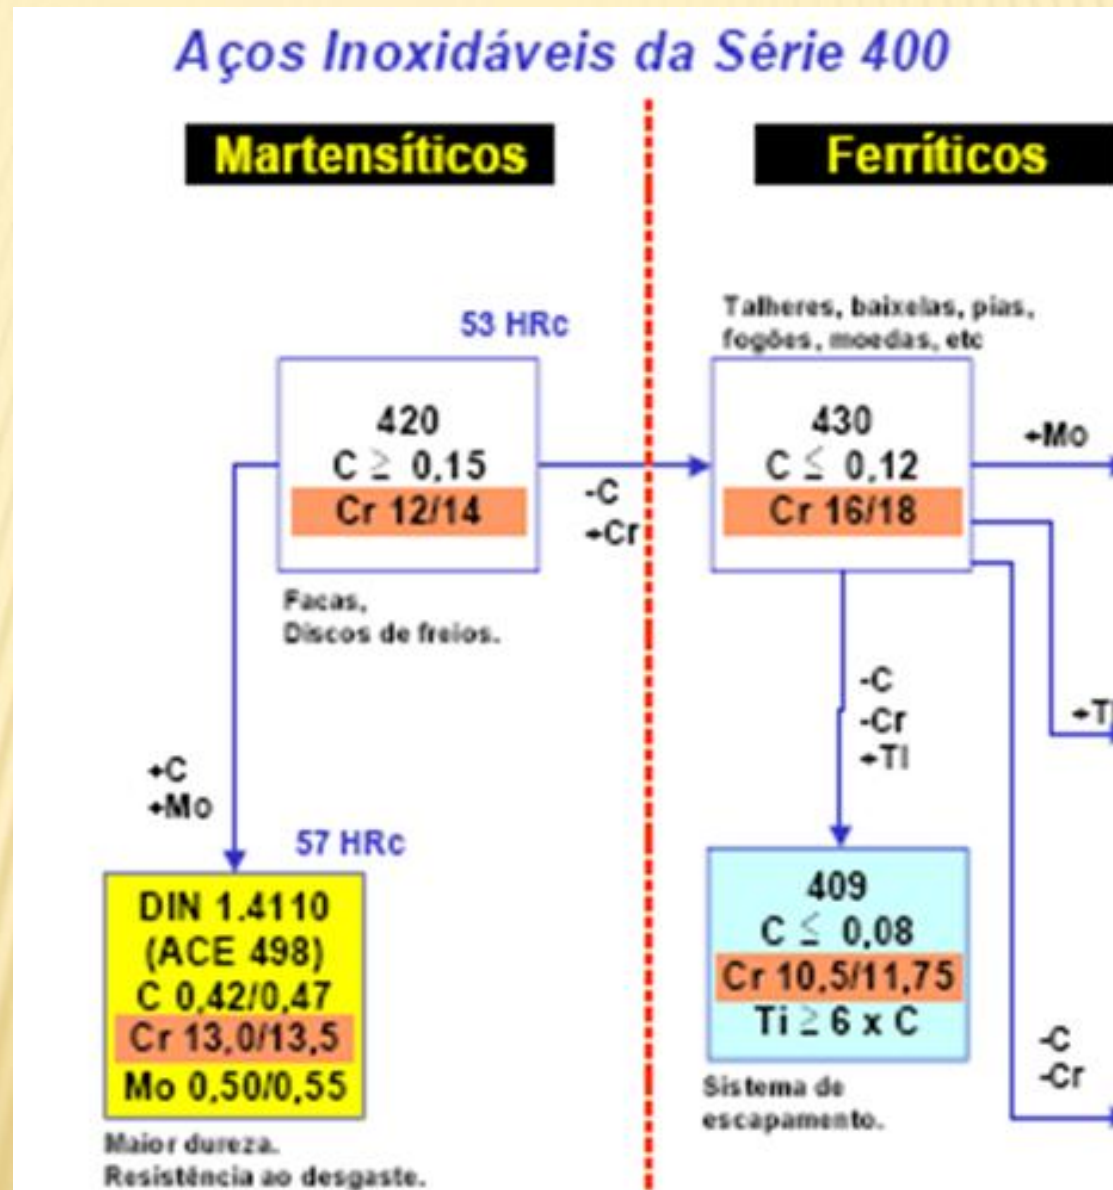 Aços Inoxidáveis da Série 400
Martensíticos
Ferríticos
53 HRc
420
C ≥ 0,15
Cr 12/14
Facas,
Discos de freios.
-C
+Cr
+C
+Mo
57 HRc
DIN 1.4110
(ACE 498)
C 0,42/0,47
Cr 13,0/13,5
Mo 0,50/0,55
Maior dureza.
Resistência ao desgaste.
Talheres, baixelas, pias,
fogões, moedas, etc
430
C ≤ 0,12
Cr 16/18
+Mo
+Ti
-C
-Cr
+Ti
409
C ≤ 0,08
Cr 10,5/11,75
Ti ≥ 6 x C
Sistema de
escapamento.
-C
-Cr